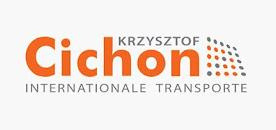 KRZYSZTOF
Cichon
INTERNATIONALE TRANSPORTE